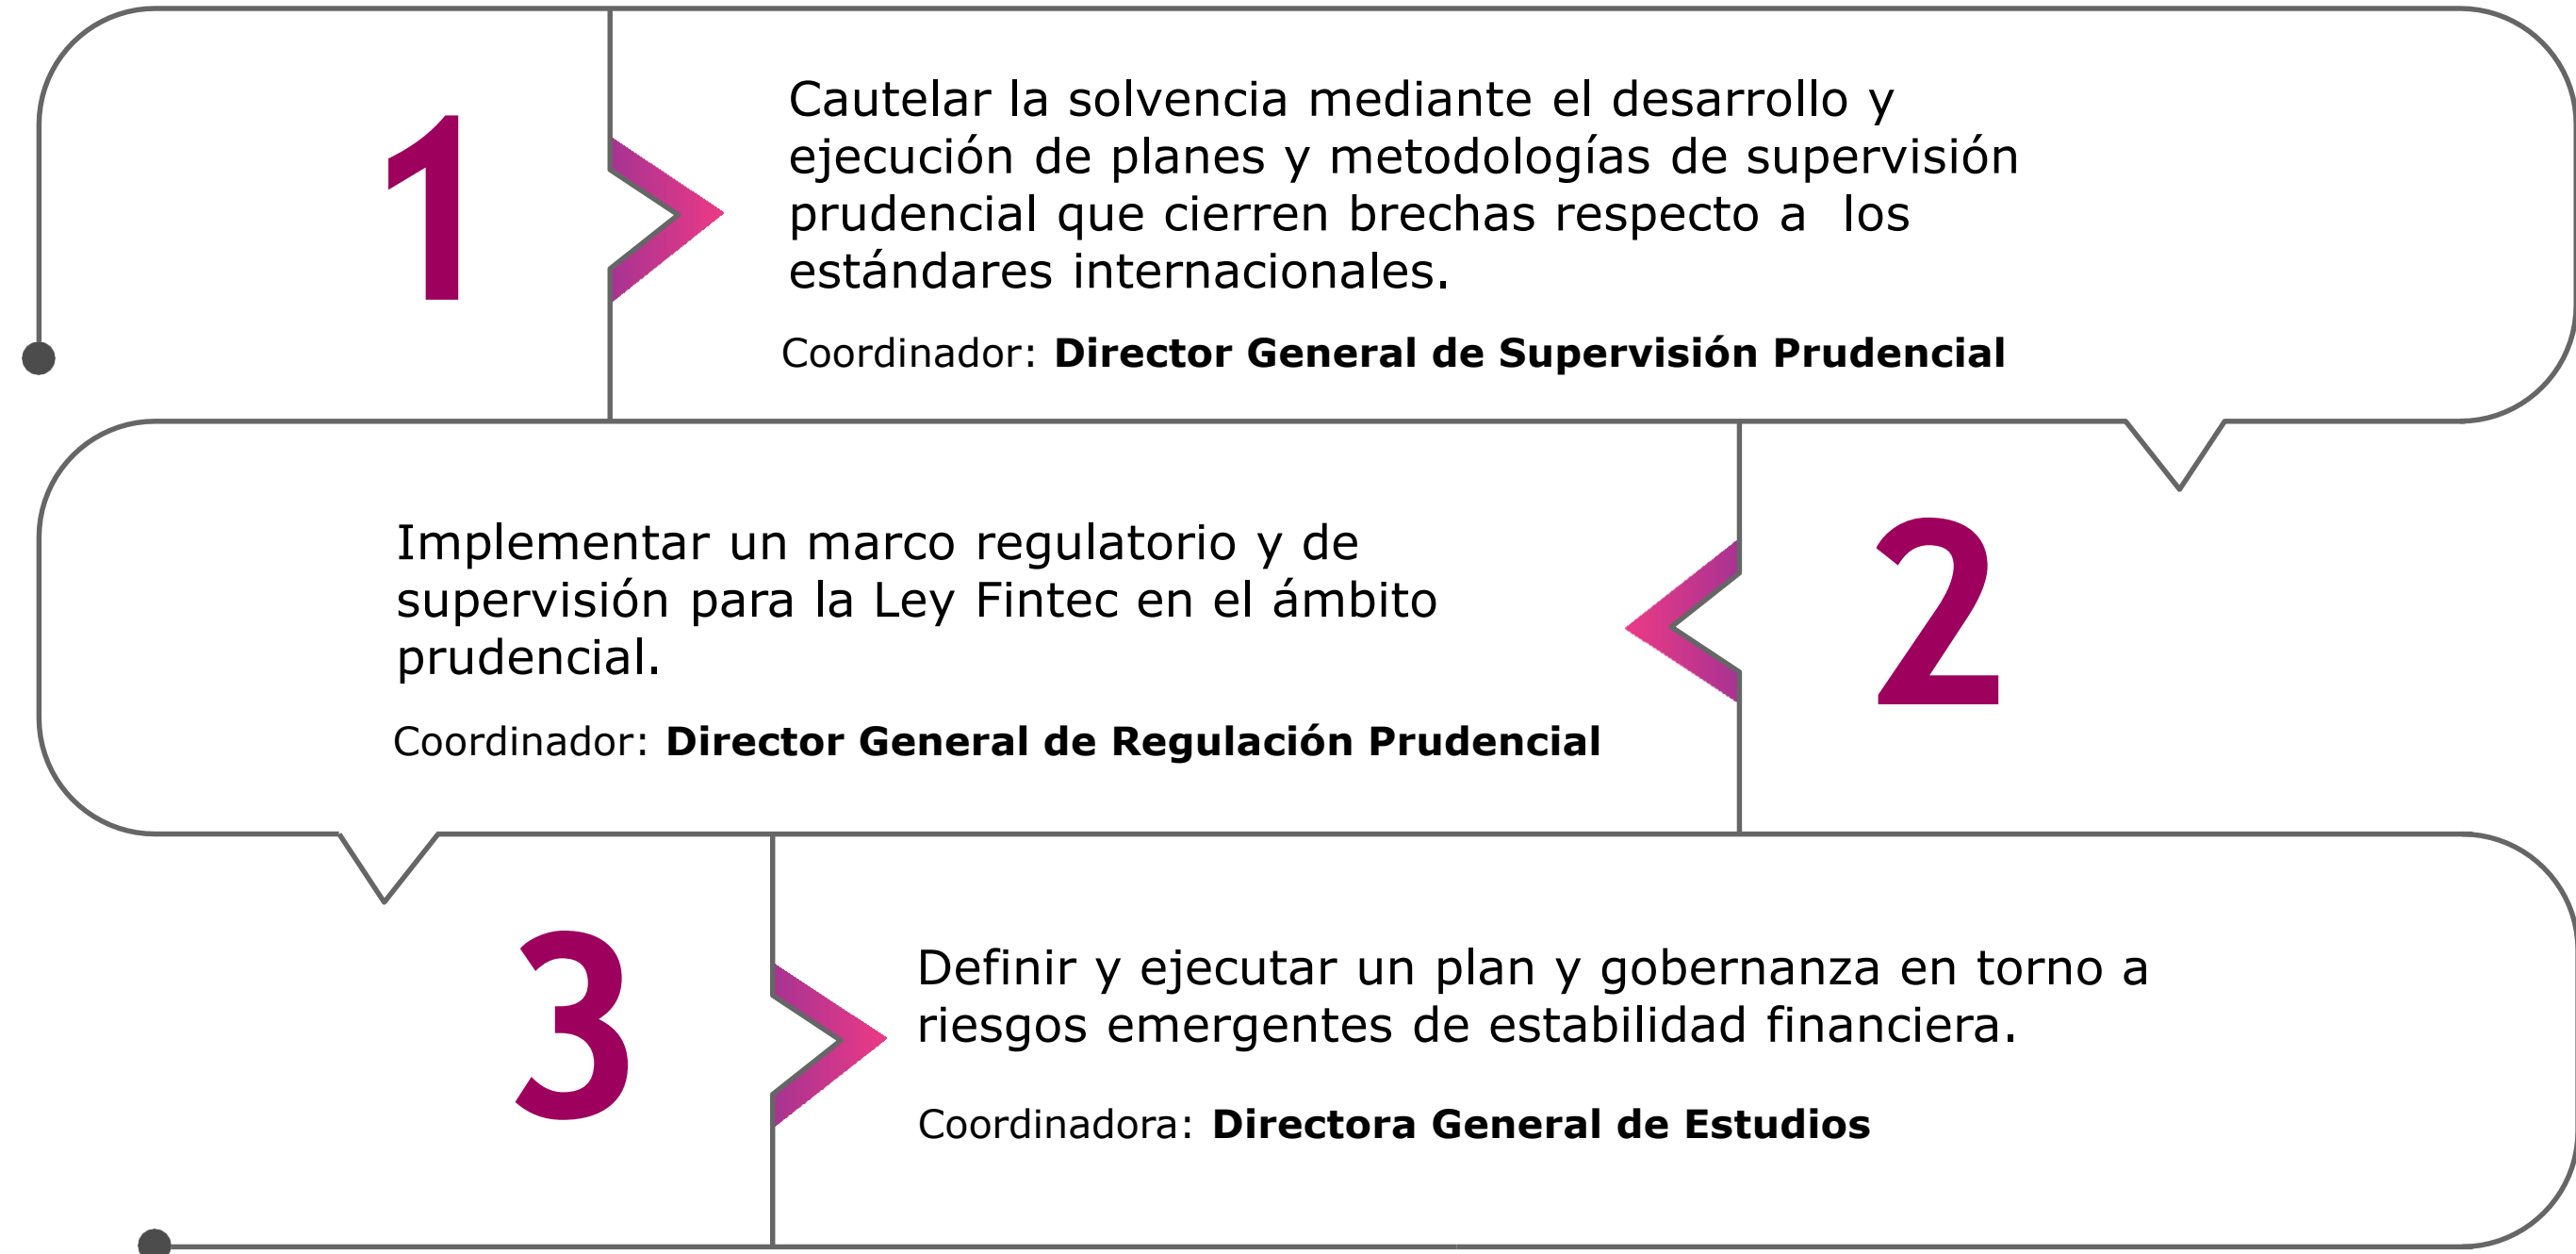 1
Cautelar la solvencia mediante el desarrollo y
ejecución de planes y metodologías de supervisión
prudencial que cierren brechas respecto a  los
estándares internacionales.
Coordinador: Director General de Supervisión Prudencial
2
Implementar un marco regulatorio y de
supervisión para la Ley Fintec en el ámbito
prudencial.
Coordinador: Director General de Regulación Prudencial
3
Definir y ejecutar un plan y gobernanza en torno a
riesgos emergentes de estabilidad financiera.
Coordinadora: Directora General de Estudios